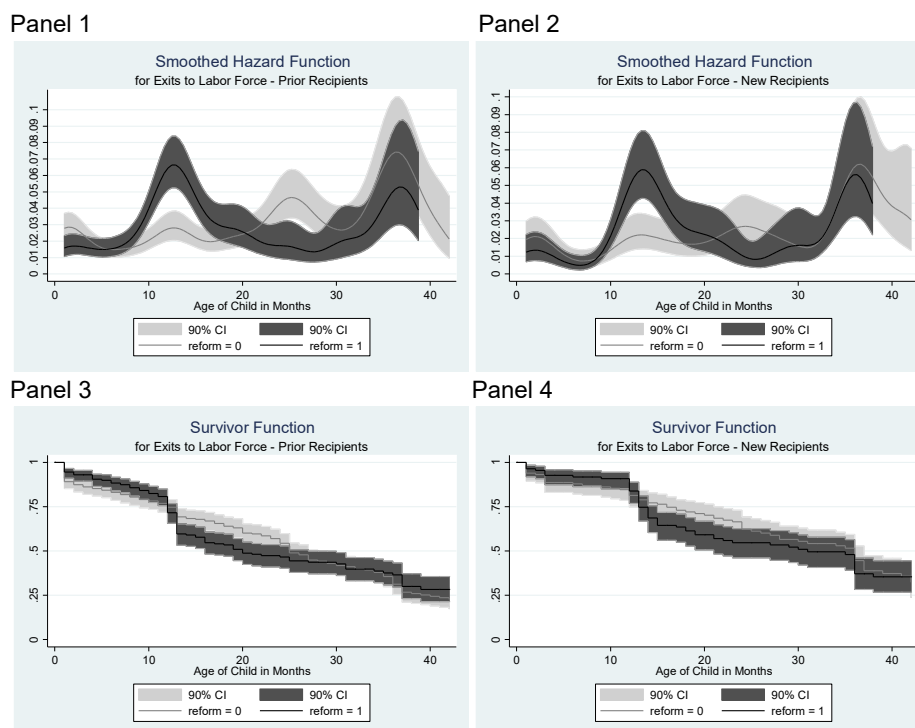 Panel 1
Smoothed Hazard Function
for Exits to Labor Force - Prior Recipients
0 .01 .02 .03 .04 .05 .06 .07 .08 .09 .1
0 10 20 30 40
Age of Child in Months
90% CI 90% CI
reform = 0 reform = 1
Panel 2
Smoothed Hazard Function
for Exits to Labor Force - New Recipients
0 .01 .02 .03 .04 .05 .06 .07 .08 .09 .1
0 10 20 30 40
Age of Child in Months
90% CI 90% CI
reform = 0 reform = 1
Panel 3
Survivor Function
for Exits to Labor Force - Prior Recipients
0 .25 .5 .75 1
0 10 20 30 40
Age of Child in Months
90% CI 90% CI
reform = 0 reform = 1
Panel 4
Survivor Function
for Exits to Labor Force - New Recipients
0 .25 .5 .75 1
0 10 20 30 40
Age of Child in Months
90% CI 90% CI
reform = 0 reform = 1